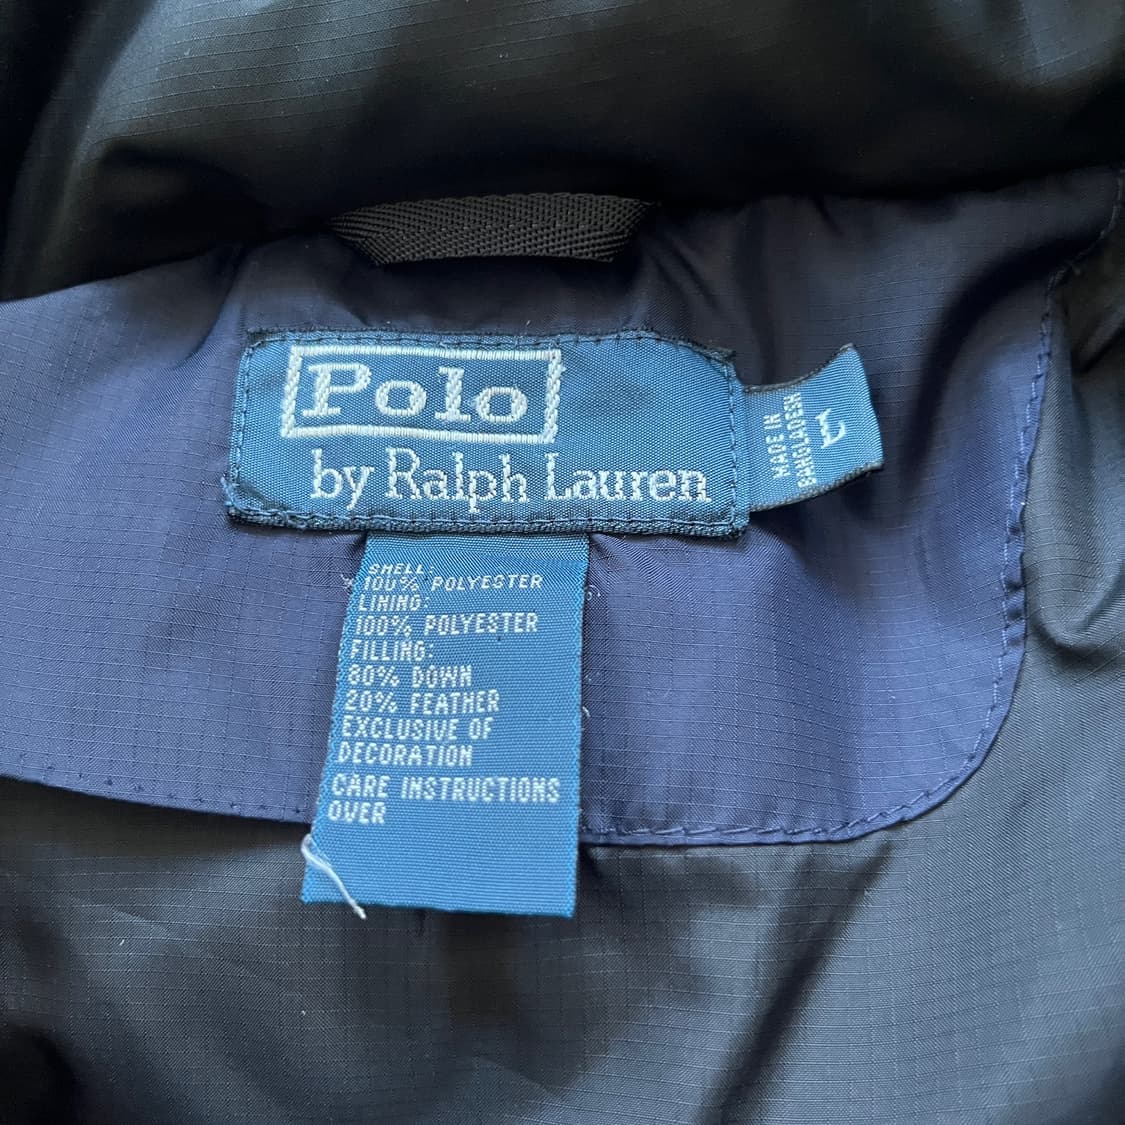 Polo
by Ralph Lauren
MADE IN
BANGLADESH
L
SHELL:
100% POLYESTER
LINING:
100% POLYESTER
FILLING:
80% DOWN
20% FEATHER
EXCLUSIVE OF
DECORATION
CARE INSTRUCTIONS
OVER